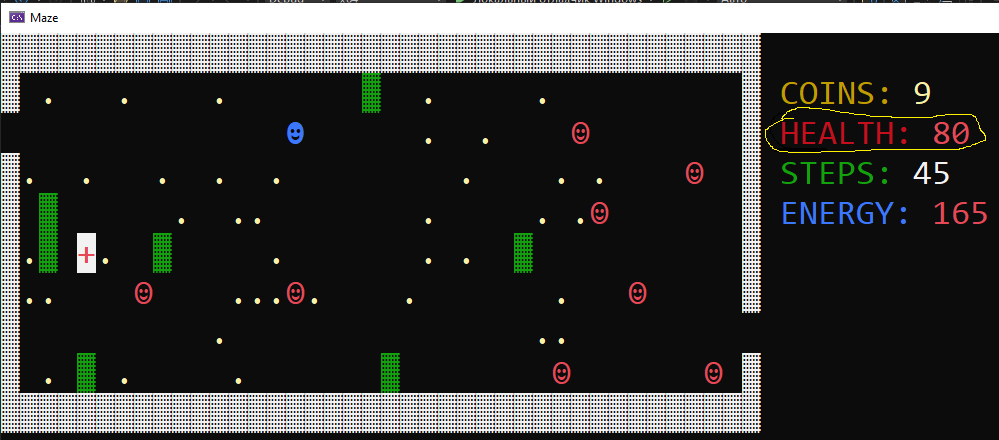 Maze
COINS: 9
HEALTH: 80
STEPS: 45
ENERGY: 165